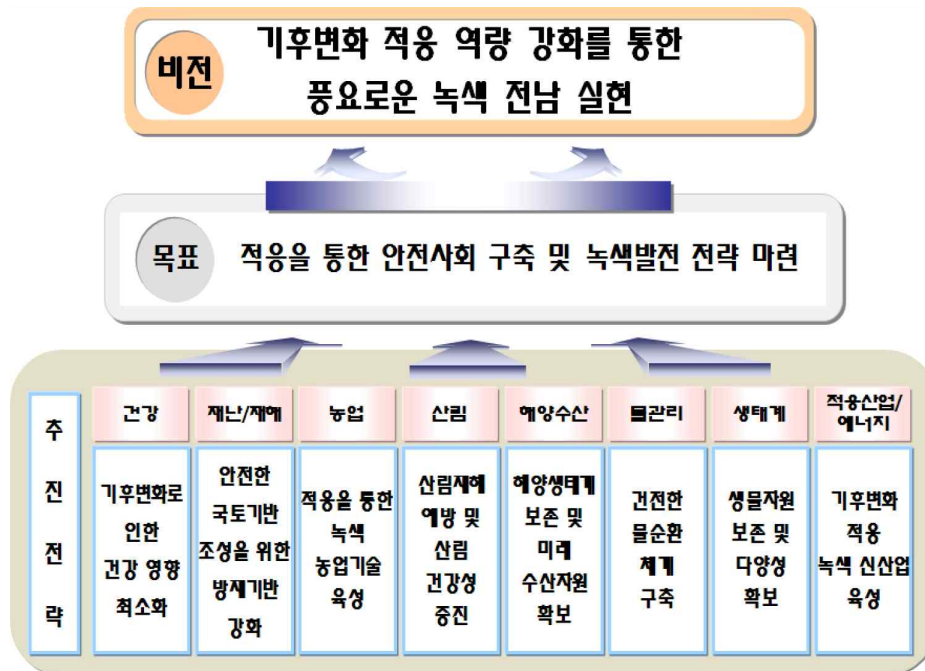 비전
기후변화 적응 역량 강화를 통한
풍요로운 녹색 전남 실현
목표
적응을 통한 안전사회 구축 및 녹색발전 전략 마련
추
진
전
략
건강
기후변화로
인한
건강 영향
최소화
재난/재해
안전한
국토기반
조성을 위한
방재기반
강화
농업
적응을 통한
녹색
농업기술
육성
산림
산림재해
예방 및
산림
건강성
증진
해양수산
해양생태계
보존 및
미래
수산자원
확보
물관리
건전한
물순환
체계
구축
생태계
생물자원
보존 및
다양성
확보
적응산업/
에너지
기후변화
적응
녹색 신산업
육성